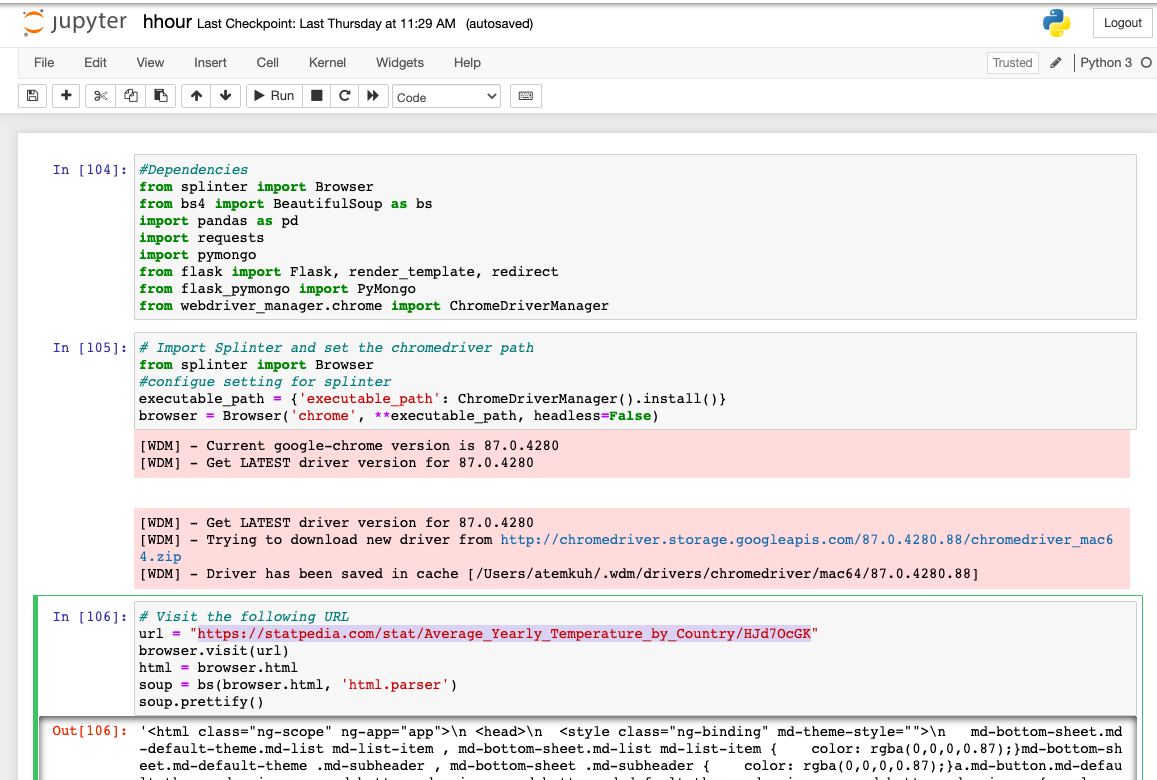 jupyter hhour Last Checkpoint: Last Thursday at 11:29 AM (autosaved)
Logout
File Edit View Insert Cell Kernel Widgets Help
Trusted Python 3
Run Code
In [104]: #Dependencies
from splinter import Browser
from bs4 import BeautifulSoup as bs
import pandas as pd
import requests
import pymongo
from flask import Flask, render_template, redirect
from flask_pymongo import PyMongo
from webdriver_manager.chrome import ChromeDriverManager
In [105]: # Import Splinter and set the chromedriver path
from splinter import Browser
#configue setting for splinter
executable_path = {'executable_path': ChromeDriverManager().install()}
browser = Browser('chrome', **executable_path, headless=False)
[WDM] - Current google-chrome version is 87.0.4280
[WDM] - Get LATEST driver version for 87.0.4280
[WDM] - Get LATEST driver version for 87.0.4280
[WDM] - Trying to download new driver from http://chromedriver.storage.googleapis.com/87.0.4280.88/chromedriver_mac6
4.zip
[WDM] - Driver has been saved in cache [/Users/atemkuh/.wdm/drivers/chromedriver/mac64/87.0.4280.88]
In [106]: # Visit the following URL
url = "https://statpedia.com/stat/Average_Yearly_Temperature_by_Country/HJd7OcGK"
browser.visit(url)
html = browser.html
soup = bs(browser.html, 'html.parser')
soup.prettify()
Out[106]: '<html class="ng-scope" ng-app="app">\n <head>\n  <style class="ng-binding" md-theme-style="">\n   md-bottom-sheet.md
-default-theme.md-list md-list-item , md-bottom-sheet.md-list md-list-item {    color: rgba(0,0,0,0.87);}md-bottom-sh
eet.md-default-theme .md-subheader , md-bottom-sheet .md-subheader {    color: rgba(0,0,0,0.87);}a.md-button.md-defau